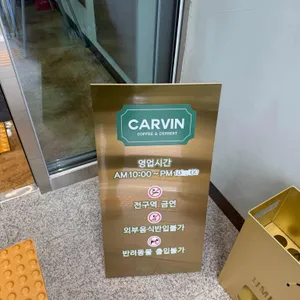 CARVIN
COFFEE & DESSERT
영업시간
AM 10:00 ~ PM
전구역 금연
외부음식반입불가
반려동물 출입불가